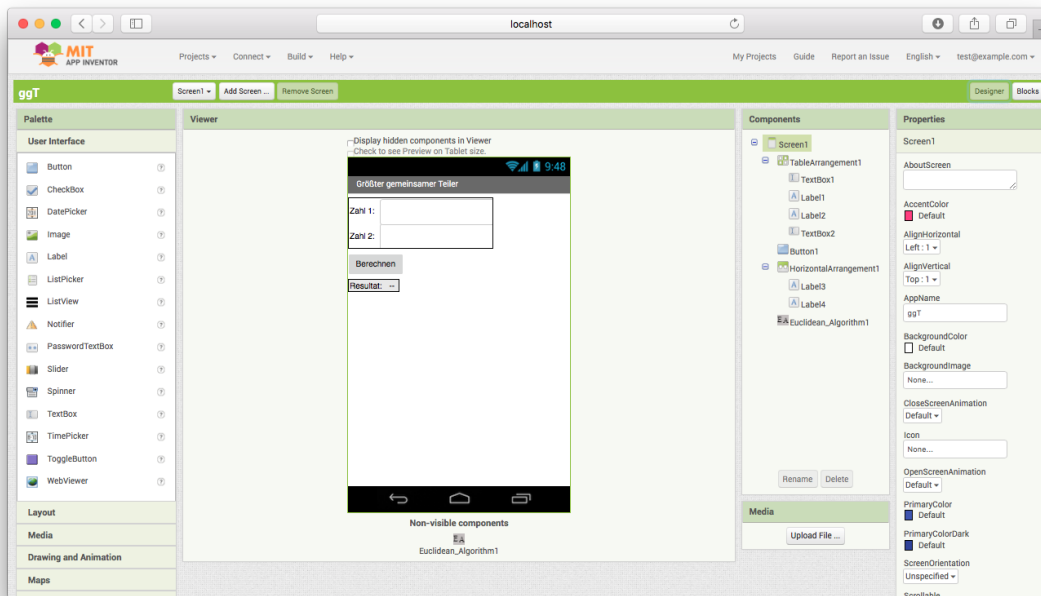 localhost
MIT
APP INVENTOR
Projects Connect Build Help My Projects Guide Report an Issue English test@example.com
ggT Screen1 Add Screen ... Remove Screen Designer Blocks
Palette
User Interface
Button ?
CheckBox ?
DatePicker ?
Image ?
Label ?
ListPicker ?
ListView ?
Notifier ?
PasswordTextBox ?
Slider ?
Spinner ?
TextBox ?
TimePicker ?
ToggleButton ?
WebViewer ?
Layout
Media
Drawing and Animation
Maps
Viewer
Display hidden components in Viewer
Check to see Preview on Tablet size.
9:48
Größter gemeinsamer Teiler
Zahl 1:
Zahl 2:
Berechnen
Resultat: --
Non-visible components
Euclidean_Algorithm1
Components
Screen1
TableArrangement1
TextBox1
Label1
Label2
TextBox2
Button1
HorizontalArrangement1
Label3
Label4
Euclidean_Algorithm1
Rename Delete
Media
Upload File ...
Properties
Screen1
AboutScreen
AccentColor
Default
AlignHorizontal
Left : 1
AlignVertical
Top : 1
AppName
ggT
BackgroundColor
Default
BackgroundImage
None...
CloseScreenAnimation
Default
Icon
None...
OpenScreenAnimation
Default
PrimaryColor
Default
PrimaryColorDark
Default
ScreenOrientation
Unspecified
Scrollable